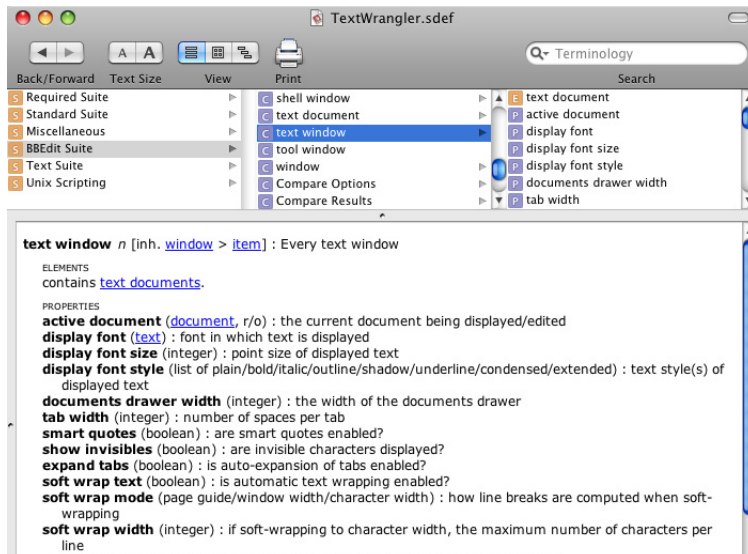 TextWrangler.sdef
A A
Q Terminology
Back/Forward Text Size View Print Search
S Required Suite
S Standard Suite
S Miscellaneous
S BBEdit Suite
S Text Suite
S Unix Scripting
C shell window
C text document
C text window
C tool window
C window
C Compare Options
C Compare Results
E text document
P active document
P display font
P display font size
P display font style
P documents drawer width
P tab width
text window n [inh. window > item] : Every text window
ELEMENTS
contains text documents.
PROPERTIES
active document (document, r/o) : the current document being displayed/edited
display font (text) : font in which text is displayed
display font size (integer) : point size of displayed text
display font style (list of plain/bold/italic/outline/shadow/underline/condensed/extended) : text style(s) of
displayed text
documents drawer width (integer) : the width of the documents drawer
tab width (integer) : number of spaces per tab
smart quotes (boolean) : are smart quotes enabled?
show invisibles (boolean) : are invisible characters displayed?
expand tabs (boolean) : is auto-expansion of tabs enabled?
soft wrap text (boolean) : is automatic text wrapping enabled?
soft wrap mode (page guide/window width/character width) : how line breaks are computed when soft-
wrapping
soft wrap width (integer) : if soft-wrapping to character width, the maximum number of characters per
line